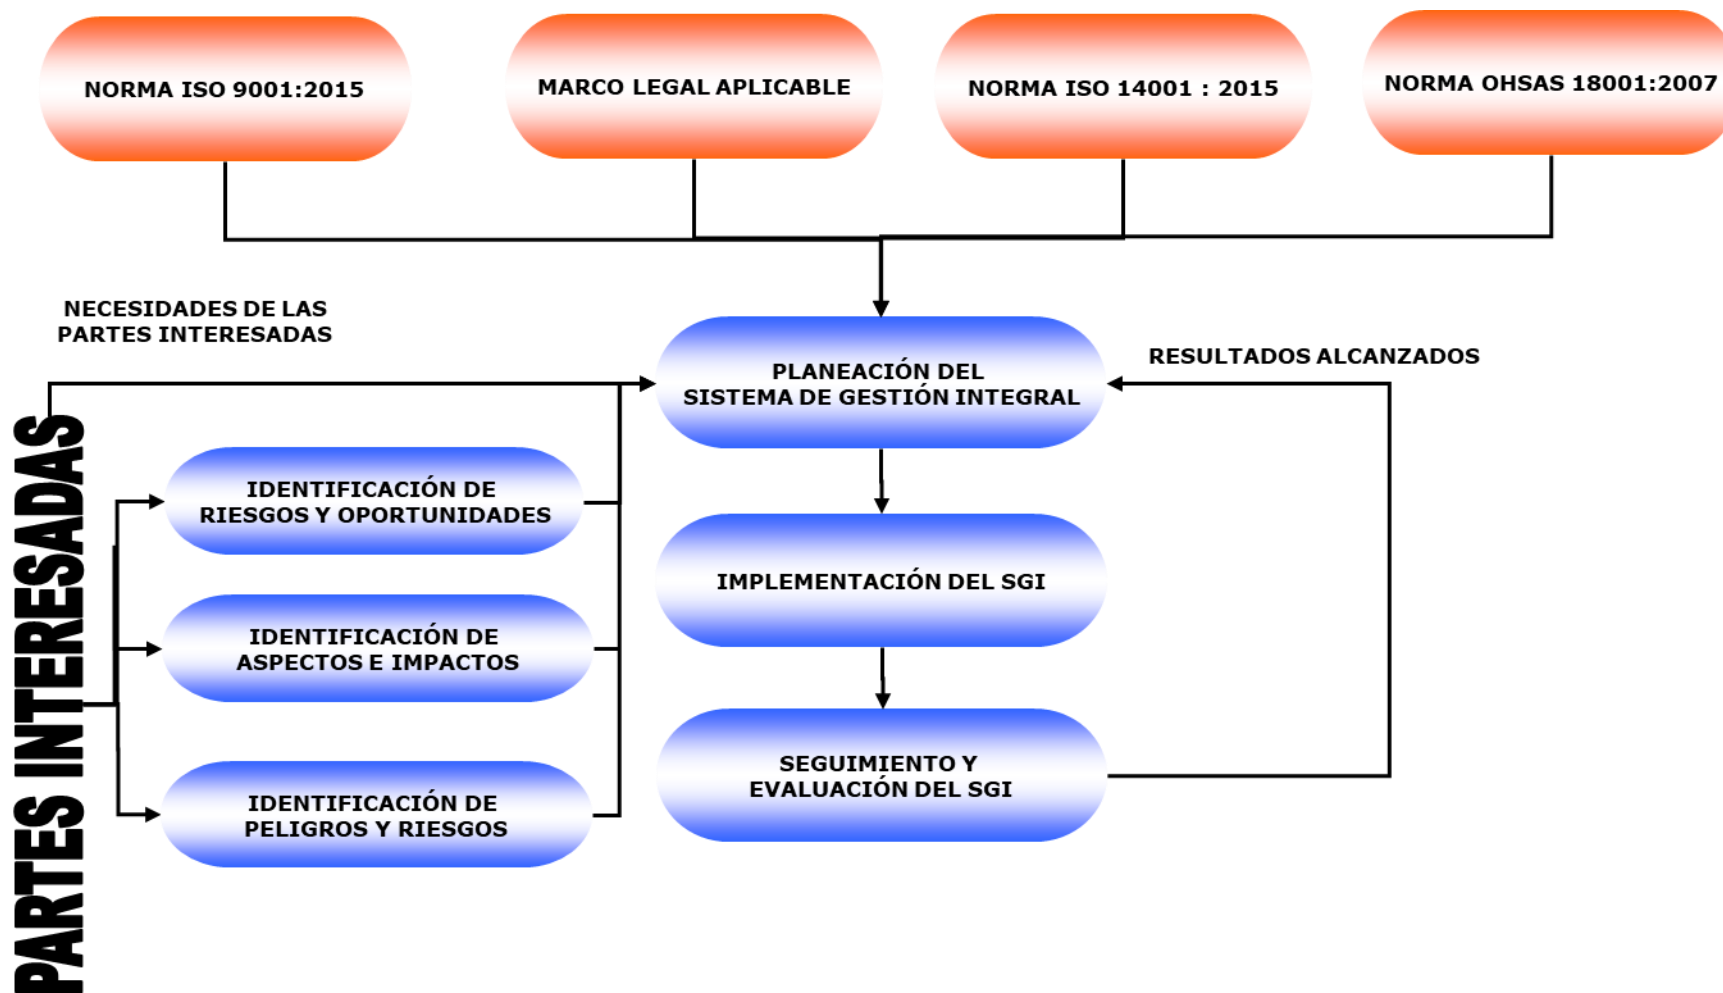 NORMA ISO 9001:2015
MARCO LEGAL APLICABLE
NORMA ISO 14001 : 2015
NORMA OHSAS 18001:2007
NECESIDADES DE LAS
PARTES INTERESADAS
PLANEACIÓN DEL
SISTEMA DE GESTIÓN INTEGRAL
RESULTADOS ALCANZADOS
PARTES INTERESADAS
IDENTIFICACIÓN DE
RIESGOS Y OPORTUNIDADES
IMPLEMENTACIÓN DEL SGI
IDENTIFICACIÓN DE
ASPECTOS E IMPACTOS
SEGUIMIENTO Y
EVALUACIÓN DEL SGI
IDENTIFICACIÓN DE
PELIGROS Y RIESGOS